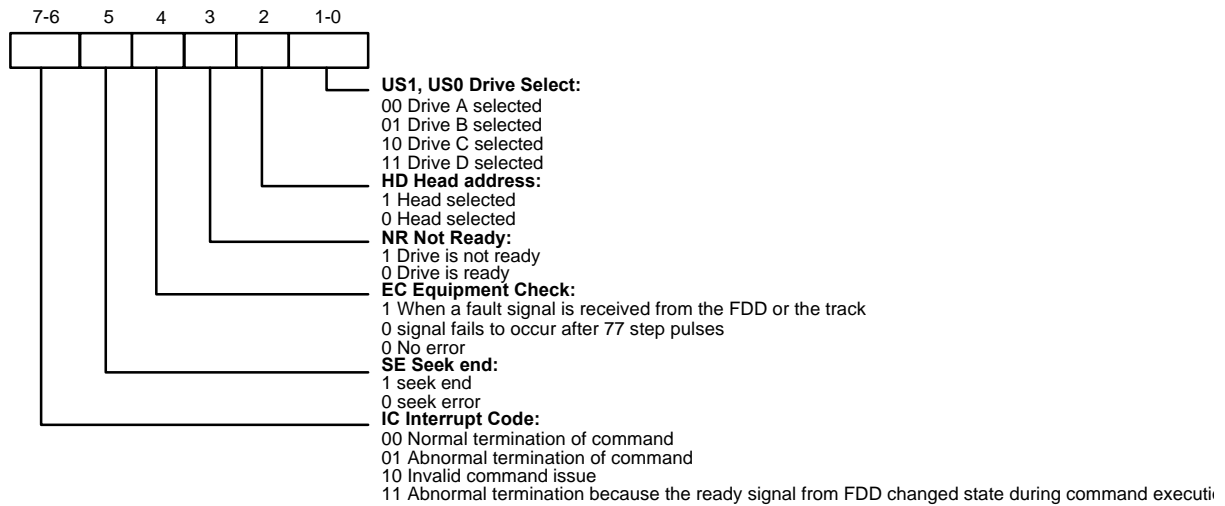 7-6 5 4 3 2 1-0
US1, US0 Drive Select:
00 Drive A selected
01 Drive B selected
10 Drive C selected
11 Drive D selected
HD Head address:
1 Head selected
0 Head selected
NR Not Ready:
1 Drive is not ready
0 Drive is ready
EC Equipment Check:
1 When a fault signal is received from the FDD or the track
0 signal fails to occur after 77 step pulses
0 No error
SE Seek end:
1 seek end
0 seek error
IC Interrupt Code:
00 Normal termination of command
01 Abnormal termination of command
10 Invalid command issue
11 Abnormal termination because the ready signal from FDD changed state during command